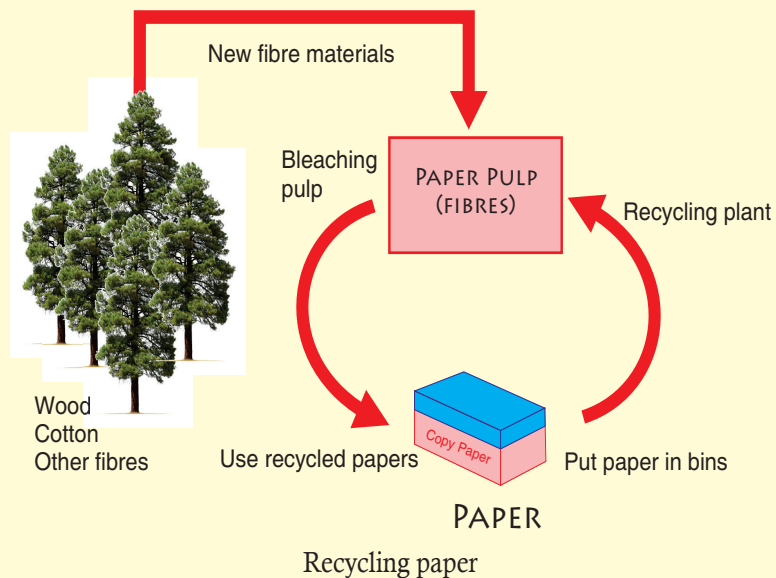 New fibre materials
Bleaching
pulp
PAPER PULP
(FIBRES)
Recycling plant
Wood
Cotton
Other fibres
Use recycled papers
Copy Paper
Put paper in bins
PAPER
Recycling paper